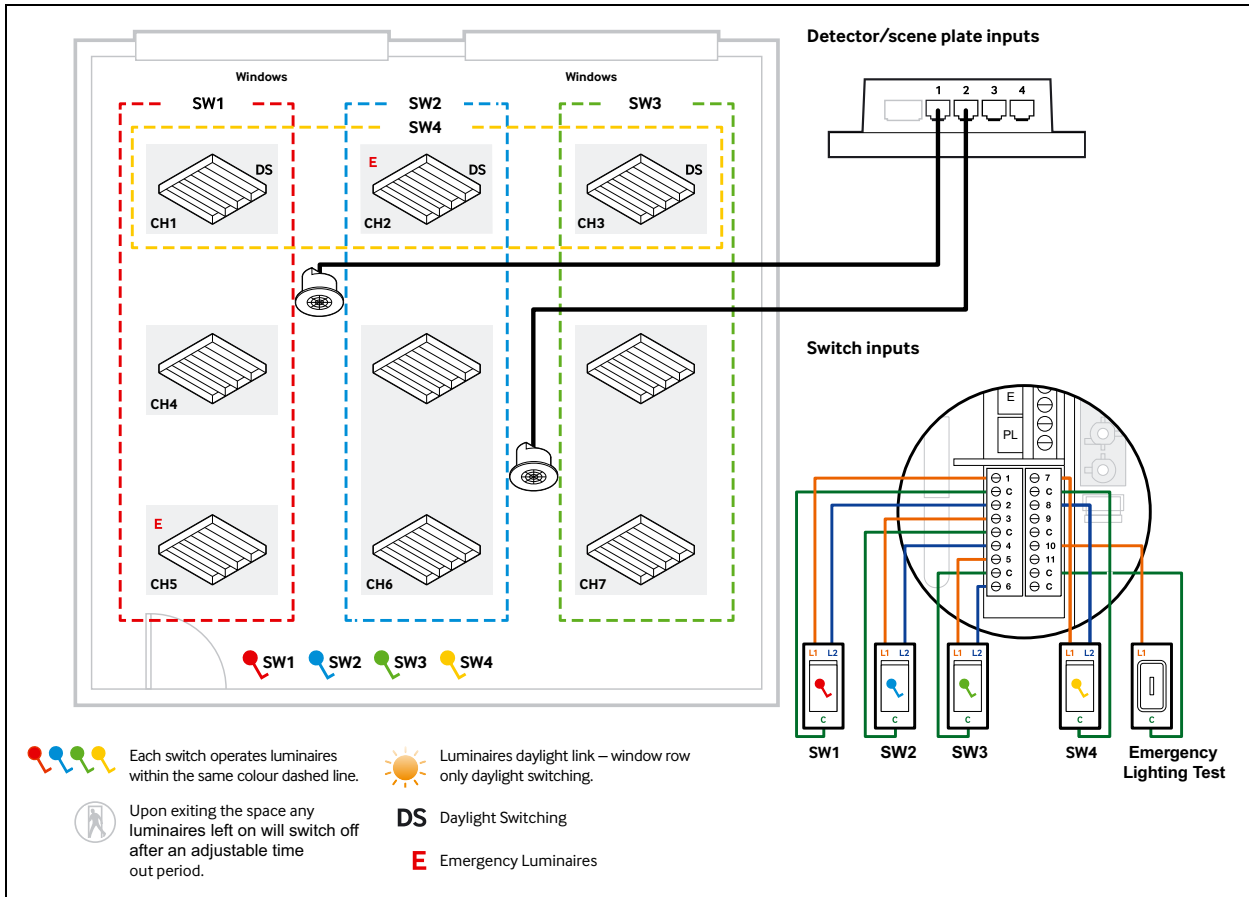 Windows
Windows
SW1
SW2
SW3
SW4
DS
E
DS
DS
CH1
CH2
CH3
CH4
E
CH5
CH6
CH7
SW1
SW2
SW3
SW4
Detector/scene plate inputs
1 2 3 4
Switch inputs
E
PL
1
C
2
3
C
4
5
C
6
7
C
8
9
C
10
11
C
C
L1 L2
L1 L2
L1 L2
L1 L2
L1
C
C
C
C
C
SW1
SW2
SW3
SW4
Emergency
Lighting Test
Each switch operates luminaires
within the same colour dashed line.
Upon exiting the space any
luminaires left on will switch off
after an adjustable time
out period.
Luminaires daylight link – window row
only daylight switching.
DS Daylight Switching
E Emergency Luminaires